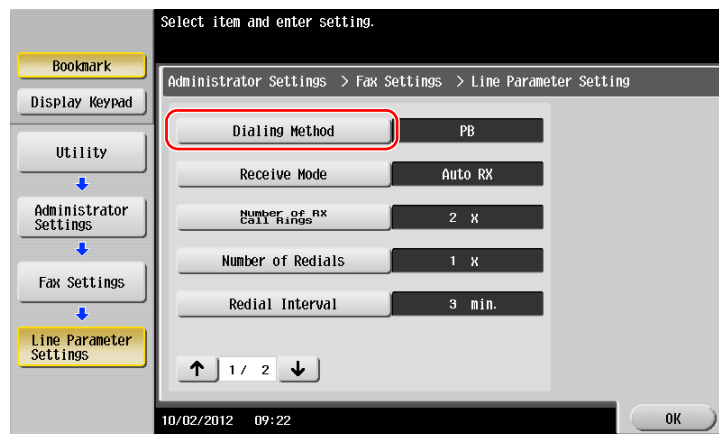 Select item and enter setting.
Bookmark
Display Keypad
Utility
Administrator
Settings
Fax Settings
Line Parameter
Settings
Administrator Settings > Fax Settings > Line Parameter Setting
Dialing Method PB
Receive Mode Auto RX
Number of RX
Call Rings
2 X
Number of Redials 1 X
Redial Interval 3 min.
↑ 1/ 2 ↓
10/02/2012 09:22
OK